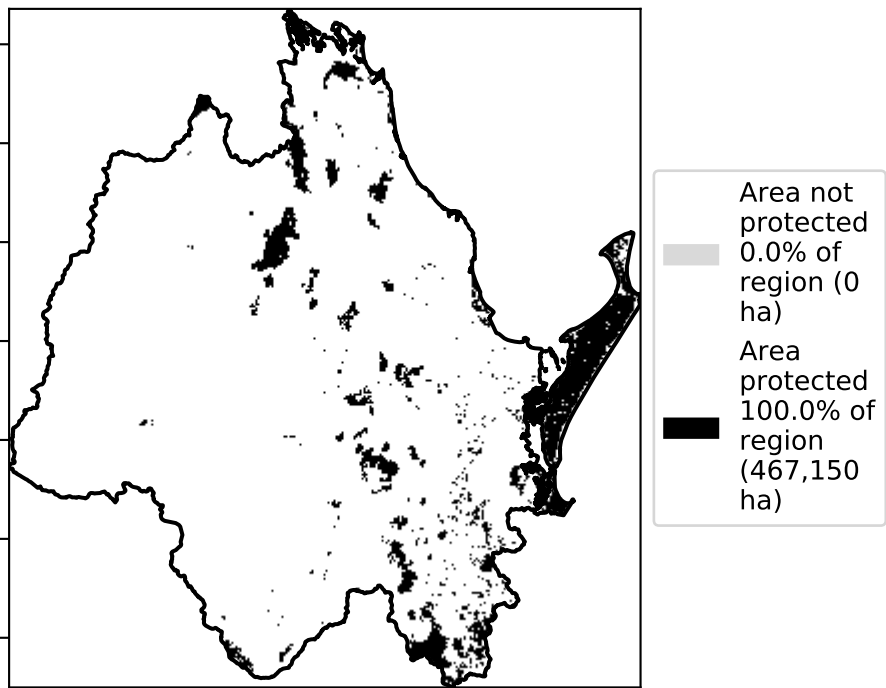 Area not
protected
0.0% of
region (0
ha)
Area
protected
100.0% of
region
(467,150
ha)